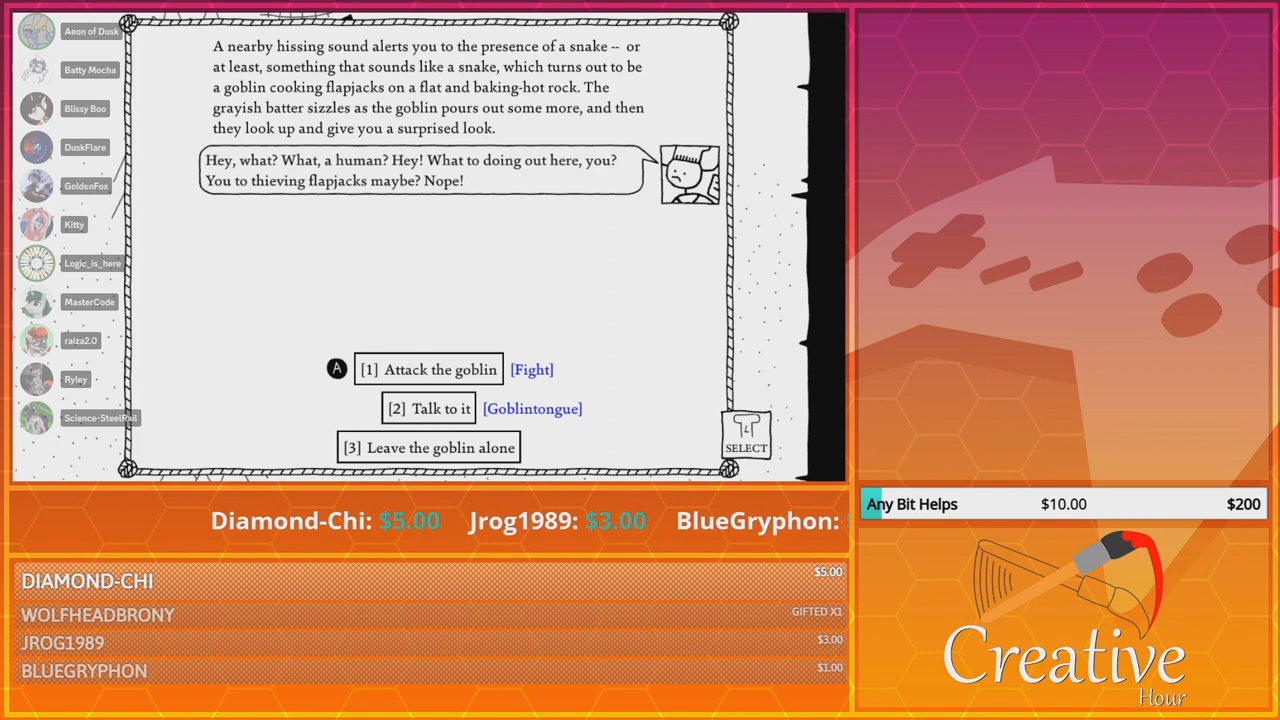 Aeon of Dusk
Batty Mocha
Blissy Boo
DuskFlare
GoldenFox
Kitty
Logic_is_here
MasterCode
raiza2.0
Ryley
Science-SteelRail
A nearby hissing sound alerts you to the presence of a snake -- or
at least, something that sounds like a snake, which turns out to be
a goblin cooking flapjacks on a flat and baking-hot rock. The
grayish batter sizzles as the goblin pours out some more, and then
they look up and give you a surprised look.
Hey, what? What, a human? Hey! What to doing out here, you?
You to thieving flapjacks maybe? Nope!
A [1] Attack the goblin [Fight]
[2] Talk to it [Goblintongue]
[3] Leave the goblin alone
SELECT
Diamond-Chi: $5.00 Jrog1989: $3.00 BlueGryphon:
DIAMOND-CHI $5.00
WOLFHEADBRONY GIFTED X1
JROG1989 $3.00
BLUEGRYPHON $1.00
Any Bit Helps $10.00 $200
Creative
Hour